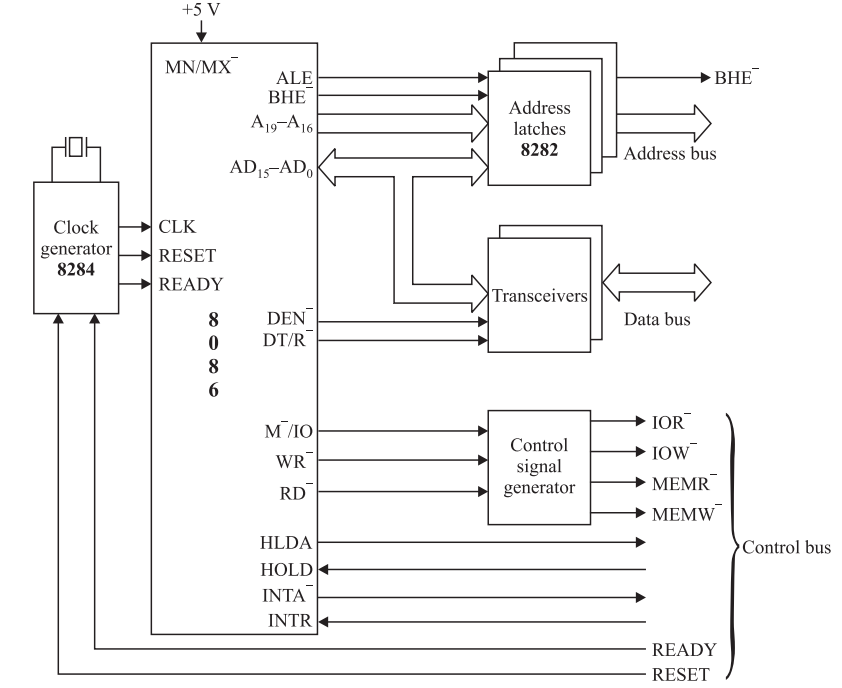 +5 V
MN/MX¯
ALE
BHE¯
A₁₉–A₁₆
AD₁₅–AD₀
Address
latches
8282
BHE¯
Address bus
Clock
generator
8284
CLK
RESET
READY
8
0
8
6
DEN¯
DT/R¯
Transceivers
Data bus
M¯/IO
WR¯
RD¯
Control
signal
generator
IOR¯
IOW¯
MEMR¯
MEMW¯
HLDA
HOLD
INTA¯
INTR
Control bus
READY
RESET